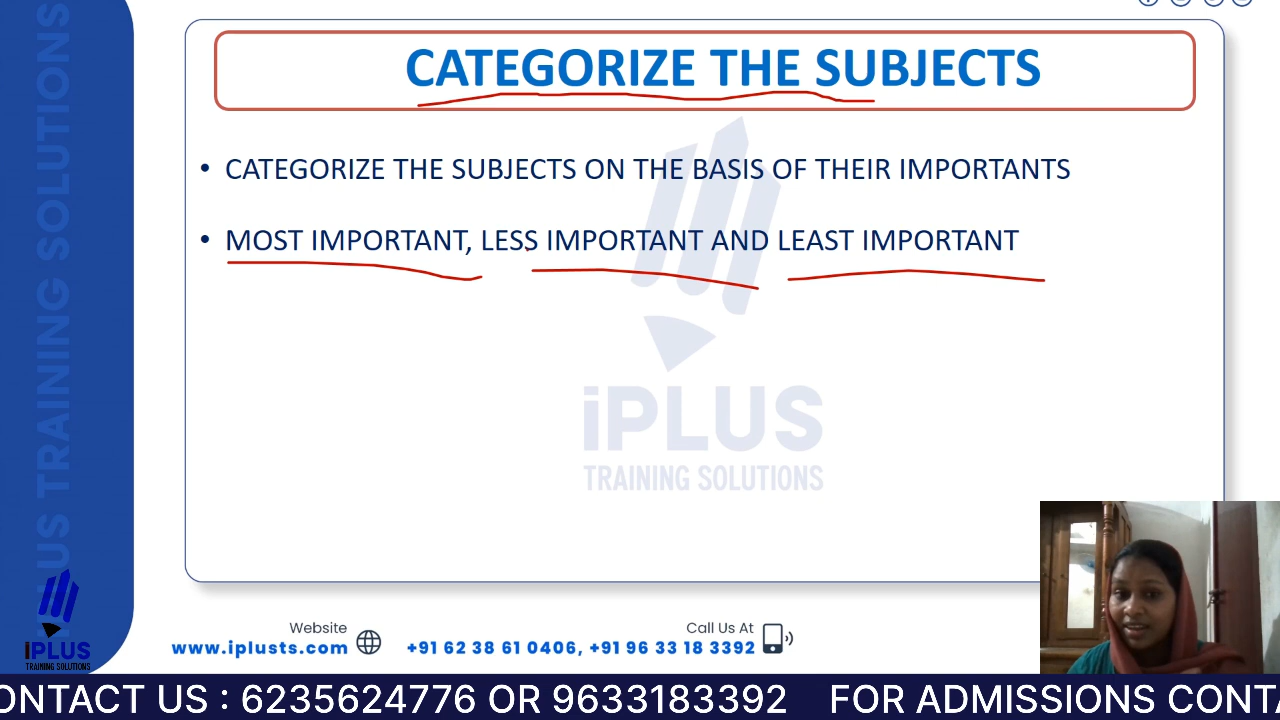 CATEGORIZE THE SUBJECTS
• CATEGORIZE THE SUBJECTS ON THE BASIS OF THEIR IMPORTANTS
• MOST IMPORTANT, LESS IMPORTANT AND LEAST IMPORTANT
iPLUS
TRAINING SOLUTIONS
PLUS TRAINING SOLUTIONS
iPLUS
TRAINING SOLUTIONS
Website
www.iplusts.com
Call Us At
+91 62 38 61 0406, +91 96 33 18 3392
ONTACT US : 6235624776 OR 9633183392 FOR ADMISSIONS CONTA